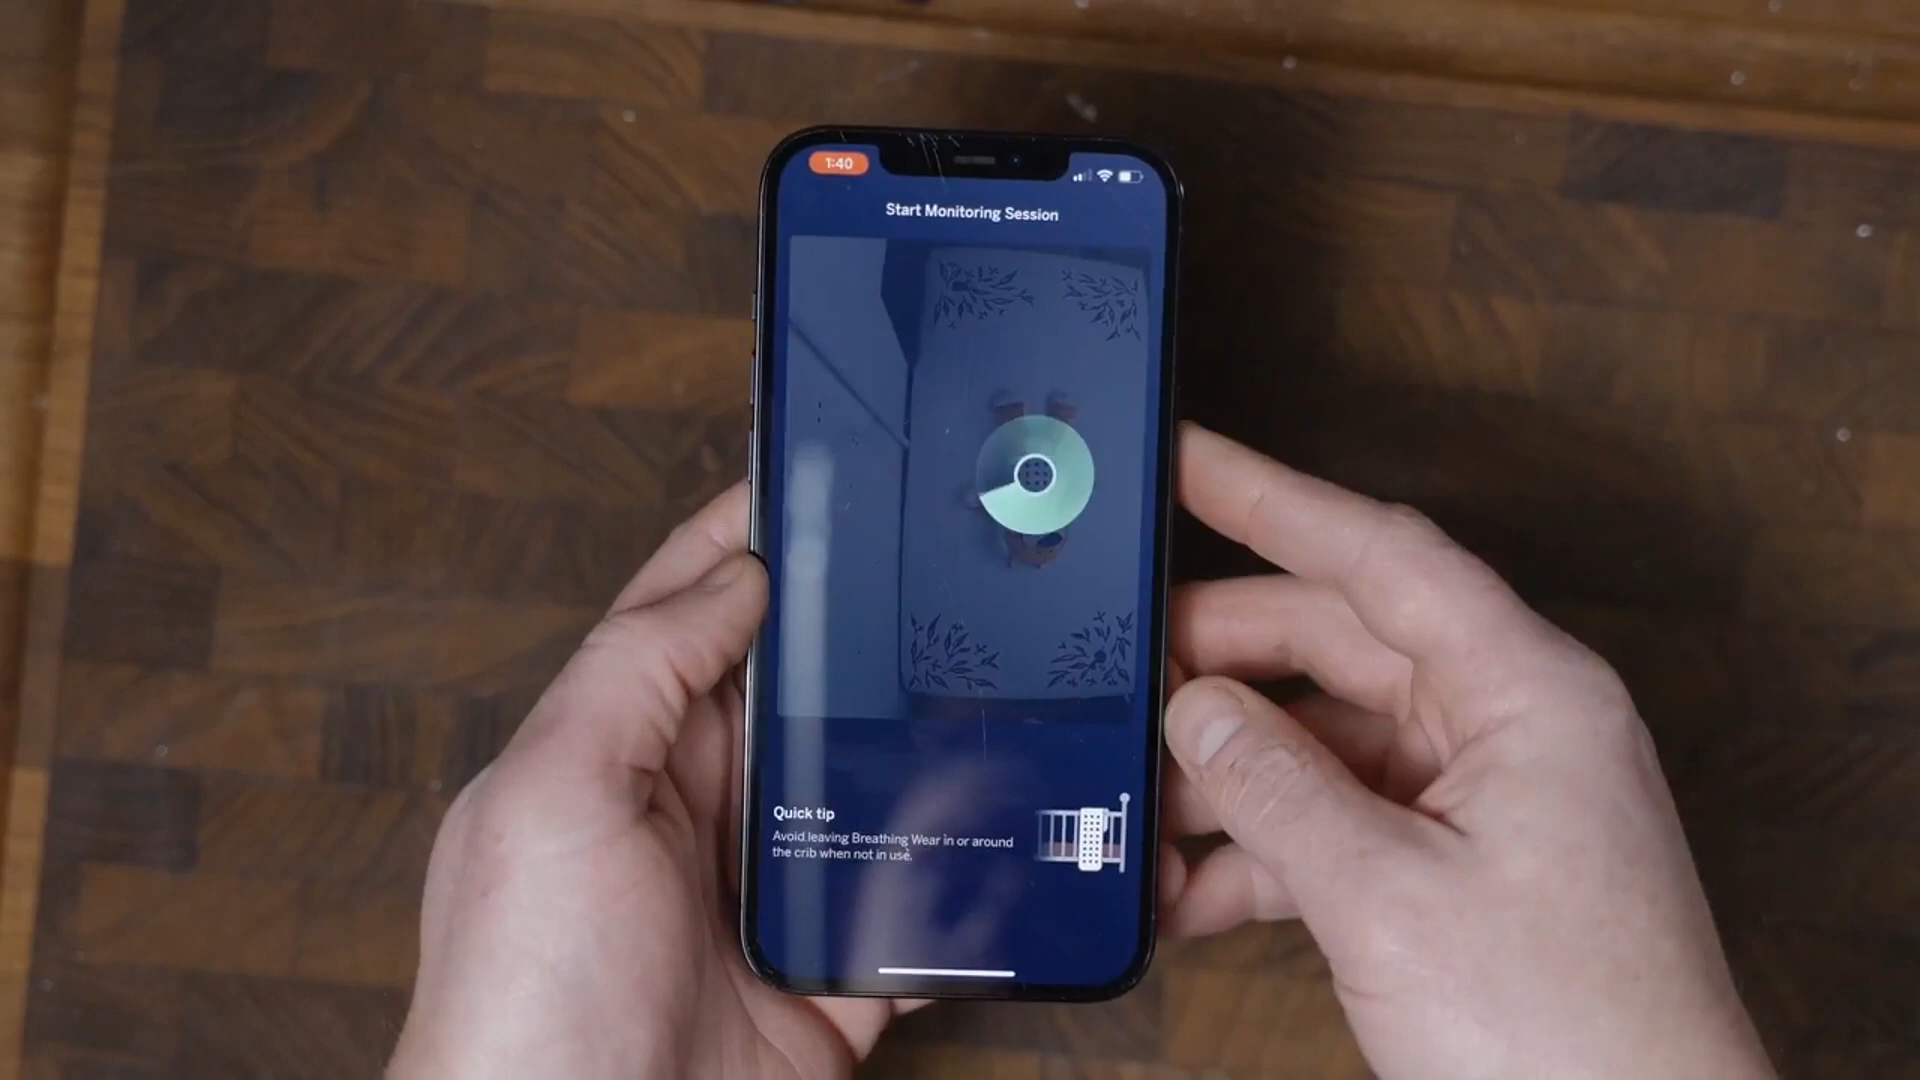 1:40
Start Monitoring Session
Quick tip
Avoid leaving Breathing Wear in or around
the crib when not in use.